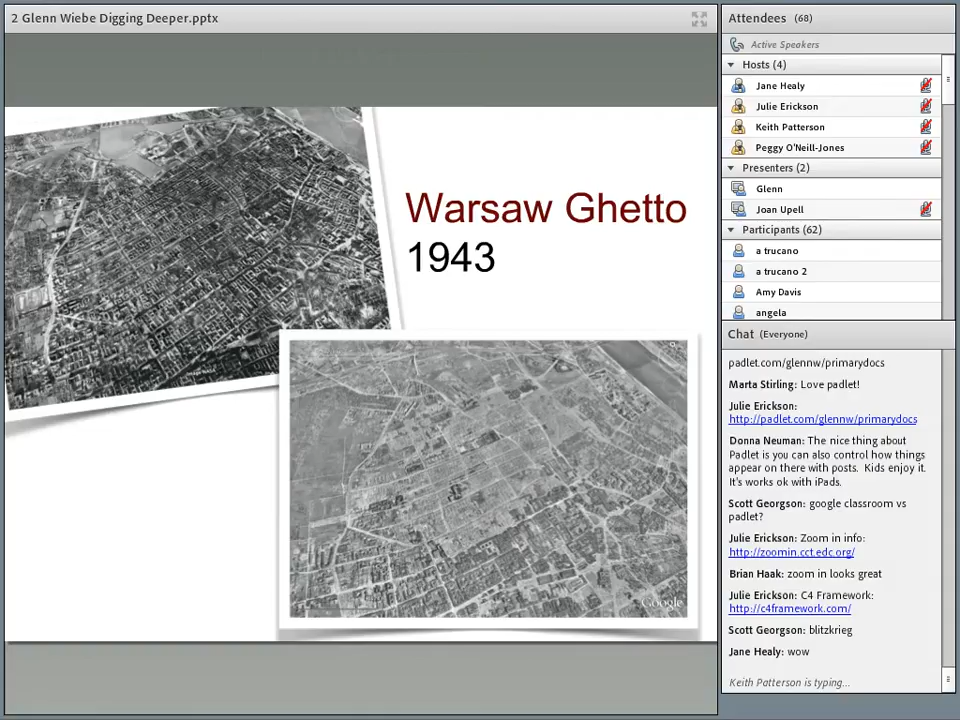 2 Glenn Wiebe Digging Deeper.pptx
Warsaw Ghetto
1943
Google
Attendees (68)
Active Speakers
Hosts (4)
Jane Healy
Julie Erickson
Keith Patterson
Peggy O'Neill-Jones
Presenters (2)
Glenn
Joan Upell
Participants (62)
a trucano
a trucano 2
Amy Davis
angela
Chat (Everyone)
padlet.com/glennw/primarydocs
Marta Stirling: Love padlet!
Julie Erickson:
http://padlet.com/glennw/primarydocs
Donna Neuman: The nice thing about
Padlet is you can also control how things
appear on there with posts. Kids enjoy it.
It's works ok with iPads.
Scott Georgson: google classroom vs
padlet?
Julie Erickson: Zoom in info:
http://zoomin.cct.edc.org/
Brian Haak: zoom in looks great
Julie Erickson: C4 Framework:
http://c4framework.com/
Scott Georgson: blitzkrieg
Jane Healy: wow
Keith Patterson is typing...